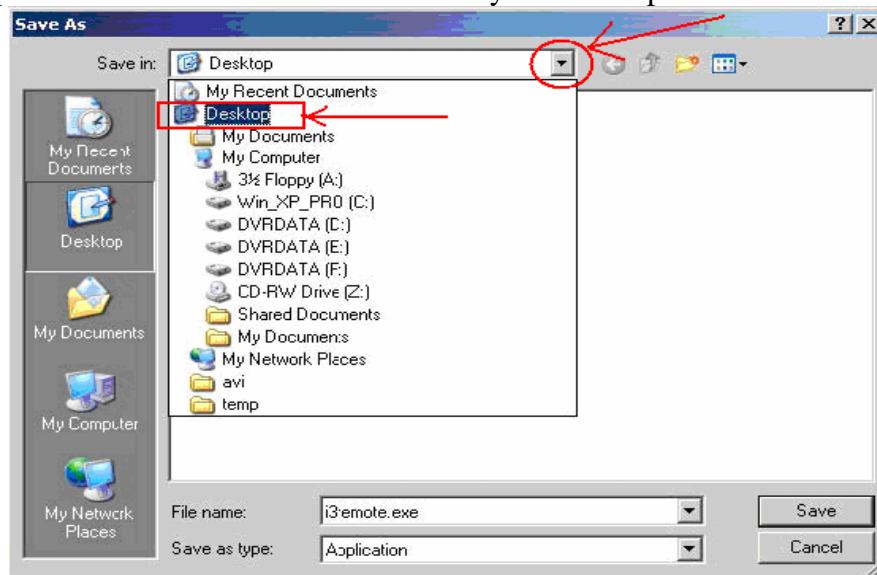 Save As
Save in: Desktop
My Recent Documents
Desktop
My Documents
My Computer
3½ Floppy (A:)
Win_XP_PRO (C:)
DVRDATA (D:)
DVRDATA (E:)
DVRDATA (F:)
CD-RW Drive (Z:)
Shared Documents
My Documents
My Network Places
avi
temp
My Recent
Documents
Desktop
My Documents
My Computer
My Network
Places
File name: i3remote.exe
Save
Save as type: Application
Cancel